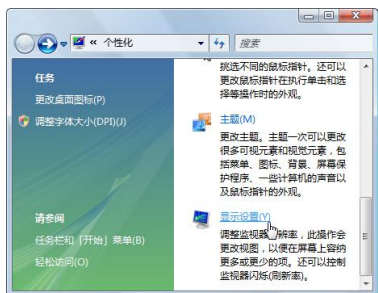 « 个性化
搜索
任务
更改桌面图标(P)
调整字体大小(DPI)(J)
请参阅
任务栏和「开始」菜单(B)
轻松访问(O)
挑选不同的鼠标指针。还可以
更改鼠标指针在执行单击和选
择等操作时的外观。
主题(M)
更改主题。主题一次可以更改
很多可视元素和视觉元素，包
括菜单、图标、背景、屏幕保
护程序、一些计算机的声音以
及鼠标指针的外观。
显示设置(Y)
调整监视器 辨率，此操作会
更改视图，以便在屏幕上容纳
更多或更少的项。还可以控制
监视器闪烁(刷新率)。